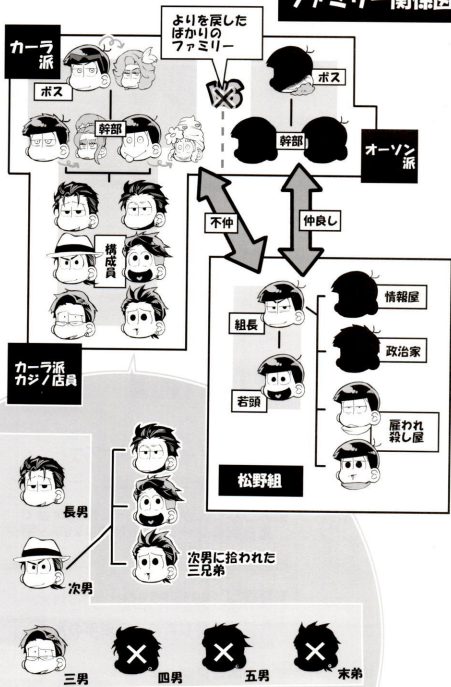 ファミリー関係図
カーラ
派
よりを戻した
ばかりの
ファミリー
VS
ボス
ボス
幹部
幹部
オーソン
派
不仲
仲良し
構成員
組長
情報屋
政治家
若頭
雇われ
殺し屋
松野組
カーラ派
カジノ店員
長男
次男
次男に拾われた
三兄弟
三男
四男
五男
末弟